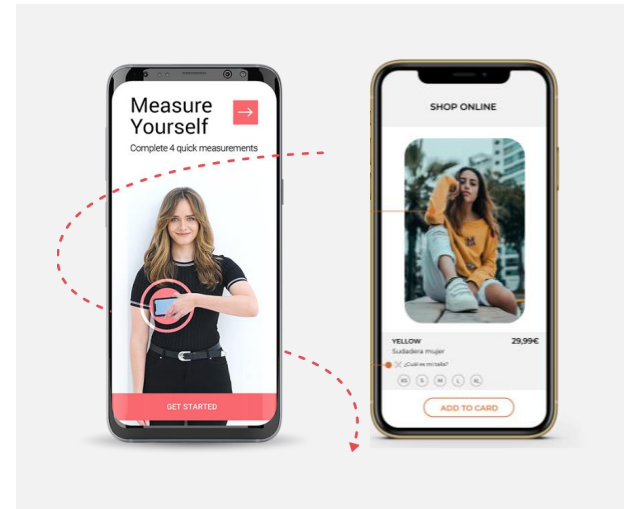 Measure
Yourself
Complete 4 quick measurements
GET STARTED
SHOP ONLINE
YELLOW 29,99€
Sudadera mujer
¿Cuál es mi talla?
XS S M L XL
ADD TO CARD